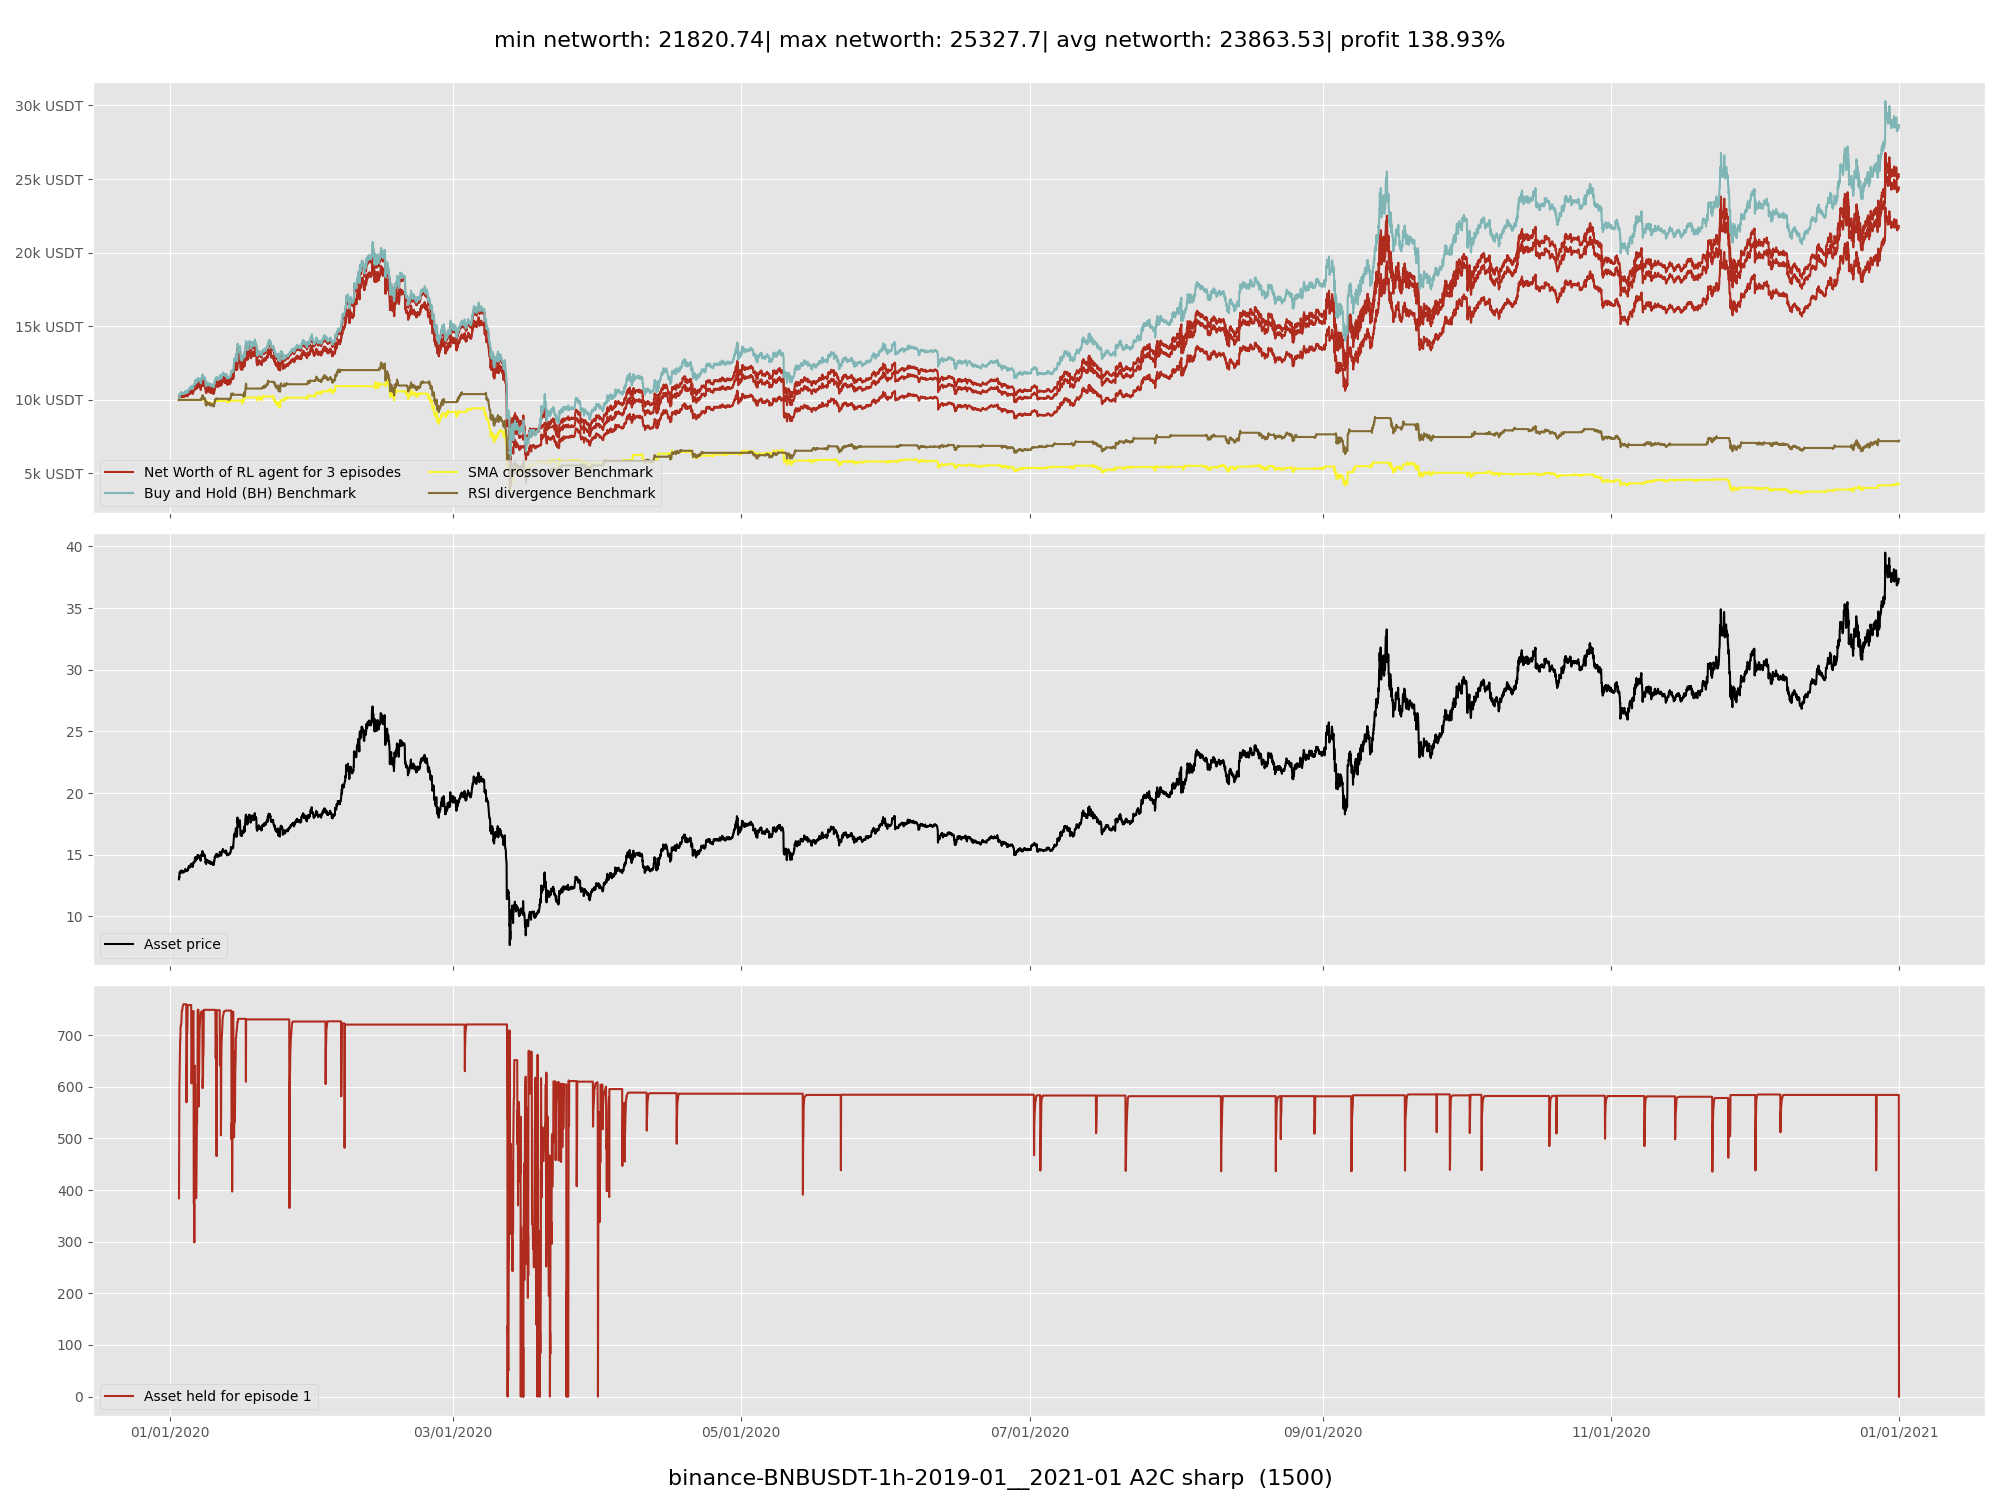 min networth: 21820.74| max networth: 25327.7| avg networth: 23863.53| profit 138.93%
30k USDT
25k USDT
20k USDT
15k USDT
10k USDT
5k USDT
Net Worth of RL agent for 3 episodes
Buy and Hold (BH) Benchmark
SMA crossover Benchmark
RSI divergence Benchmark
40
35
30
25
20
15
10
Asset price
700
600
500
400
300
200
100
0
Asset held for episode 1
01/01/2020 03/01/2020 05/01/2020 07/01/2020 09/01/2020 11/01/2020 01/01/2021
binance-BNBUSDT-1h-2019-01__2021-01 A2C sharp (1500)